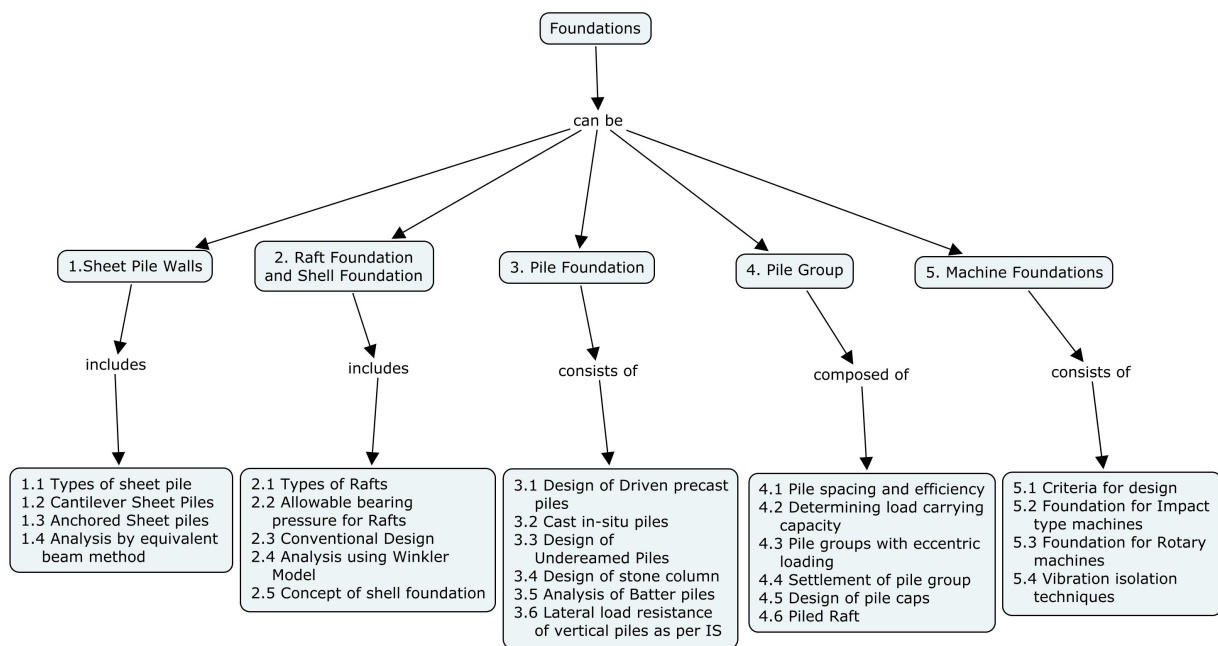 Foundations
can be
1.Sheet Pile Walls
2. Raft Foundation
and Shell Foundation
3. Pile Foundation
4. Pile Group
5. Machine Foundations
includes
includes
consists of
composed of
consists of
1.1 Types of sheet pile
1.2 Cantilever Sheet Piles
1.3 Anchored Sheet piles
1.4 Analysis by equivalent
beam method
2.1 Types of Rafts
2.2 Allowable bearing
pressure for Rafts
2.3 Conventional Design
2.4 Analysis using Winkler
Model
2.5 Concept of shell foundation
3.1 Design of Driven precast
piles
3.2 Cast in-situ piles
3.3 Design of
Undereamed Piles
3.4 Design of stone column
3.5 Analysis of Batter piles
3.6 Lateral load resistance
of vertical piles as per IS
4.1 Pile spacing and efficiency
4.2 Determining load carrying
capacity
4.3 Pile groups with eccentric
loading
4.4 Settlement of pile group
4.5 Design of pile caps
4.6 Piled Raft
5.1 Criteria for design
5.2 Foundation for Impact
type machines
5.3 Foundation for Rotary
machines
5.4 Vibration isolation
techniques